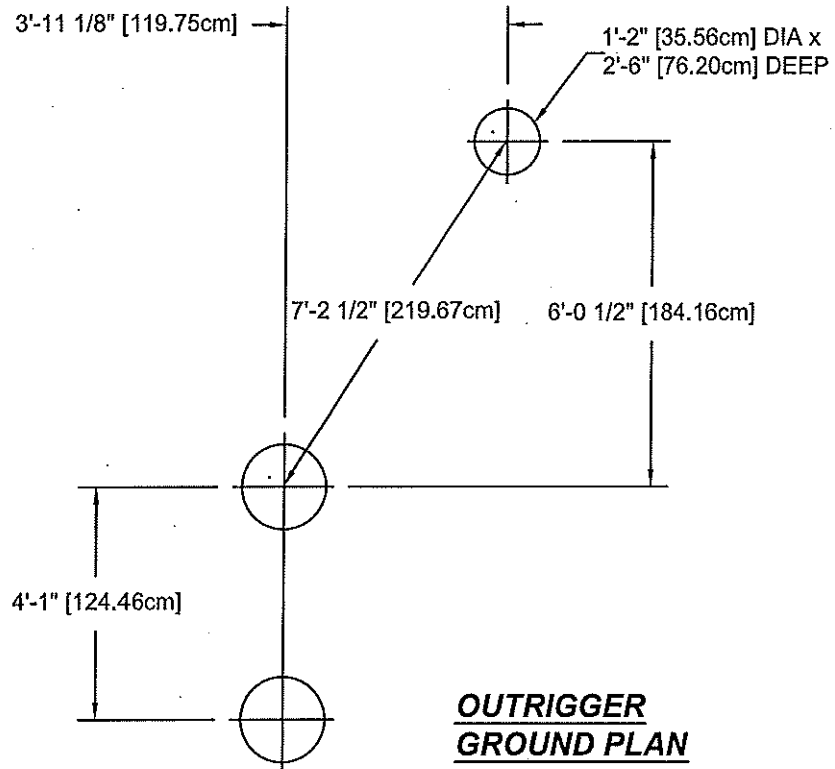 3'-11 1/8" [119.75cm]
1'-2" [35.56cm] DIA x
2'-6" [76.20cm] DEEP
7'-2 1/2" [219.67cm]
6'-0 1/2" [184.16cm]
4'-1" [124.46cm]
OUTRIGGER
GROUND PLAN